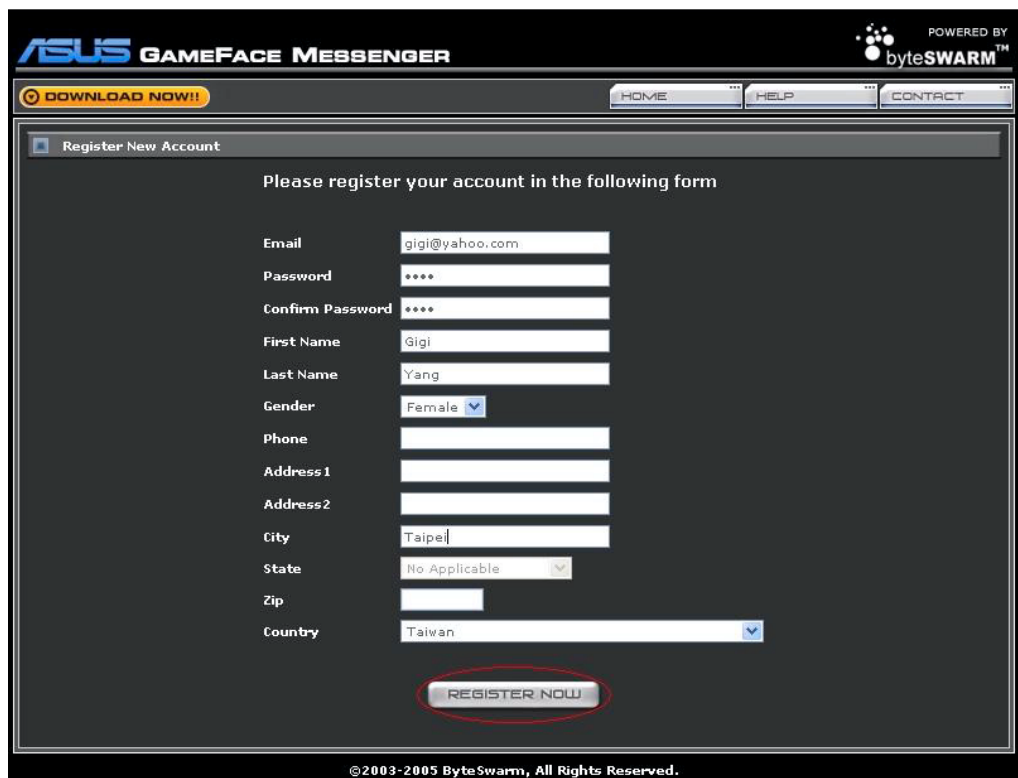 ASUS GAMEFACE MESSENGER
POWERED BY
byteSWARM™
DOWNLOAD NOW!!
HOME
HELP
CONTACT
Register New Account
Please register your account in the following form
Email gigi@yahoo.com
Password ••••
Confirm Password ••••
First Name Gigi
Last Name Yang
Gender Female
Phone
Address1
Address2
City Taipei
State No Applicable
Zip
Country Taiwan
REGISTER NOW
©2003-2005 ByteSwarm, All Rights Reserved.